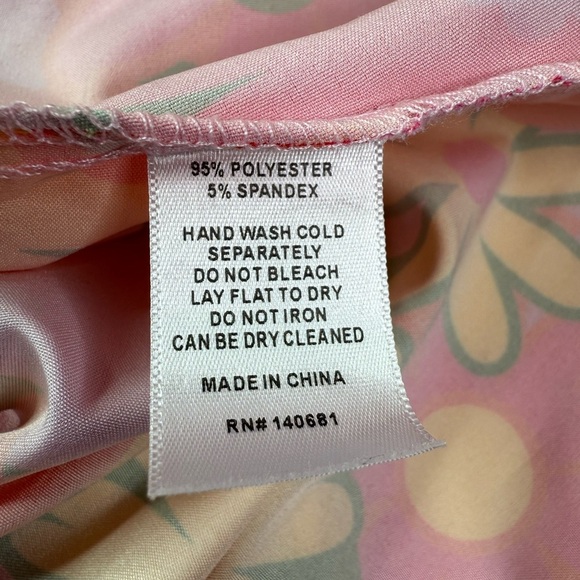 95% POLYESTER
5% SPANDEX
HAND WASH COLD
SEPARATELY
DO NOT BLEACH
LAY FLAT TO DRY
DO NOT IRON
CAN BE DRY CLEANED
MADE IN CHINA
RN# 140681